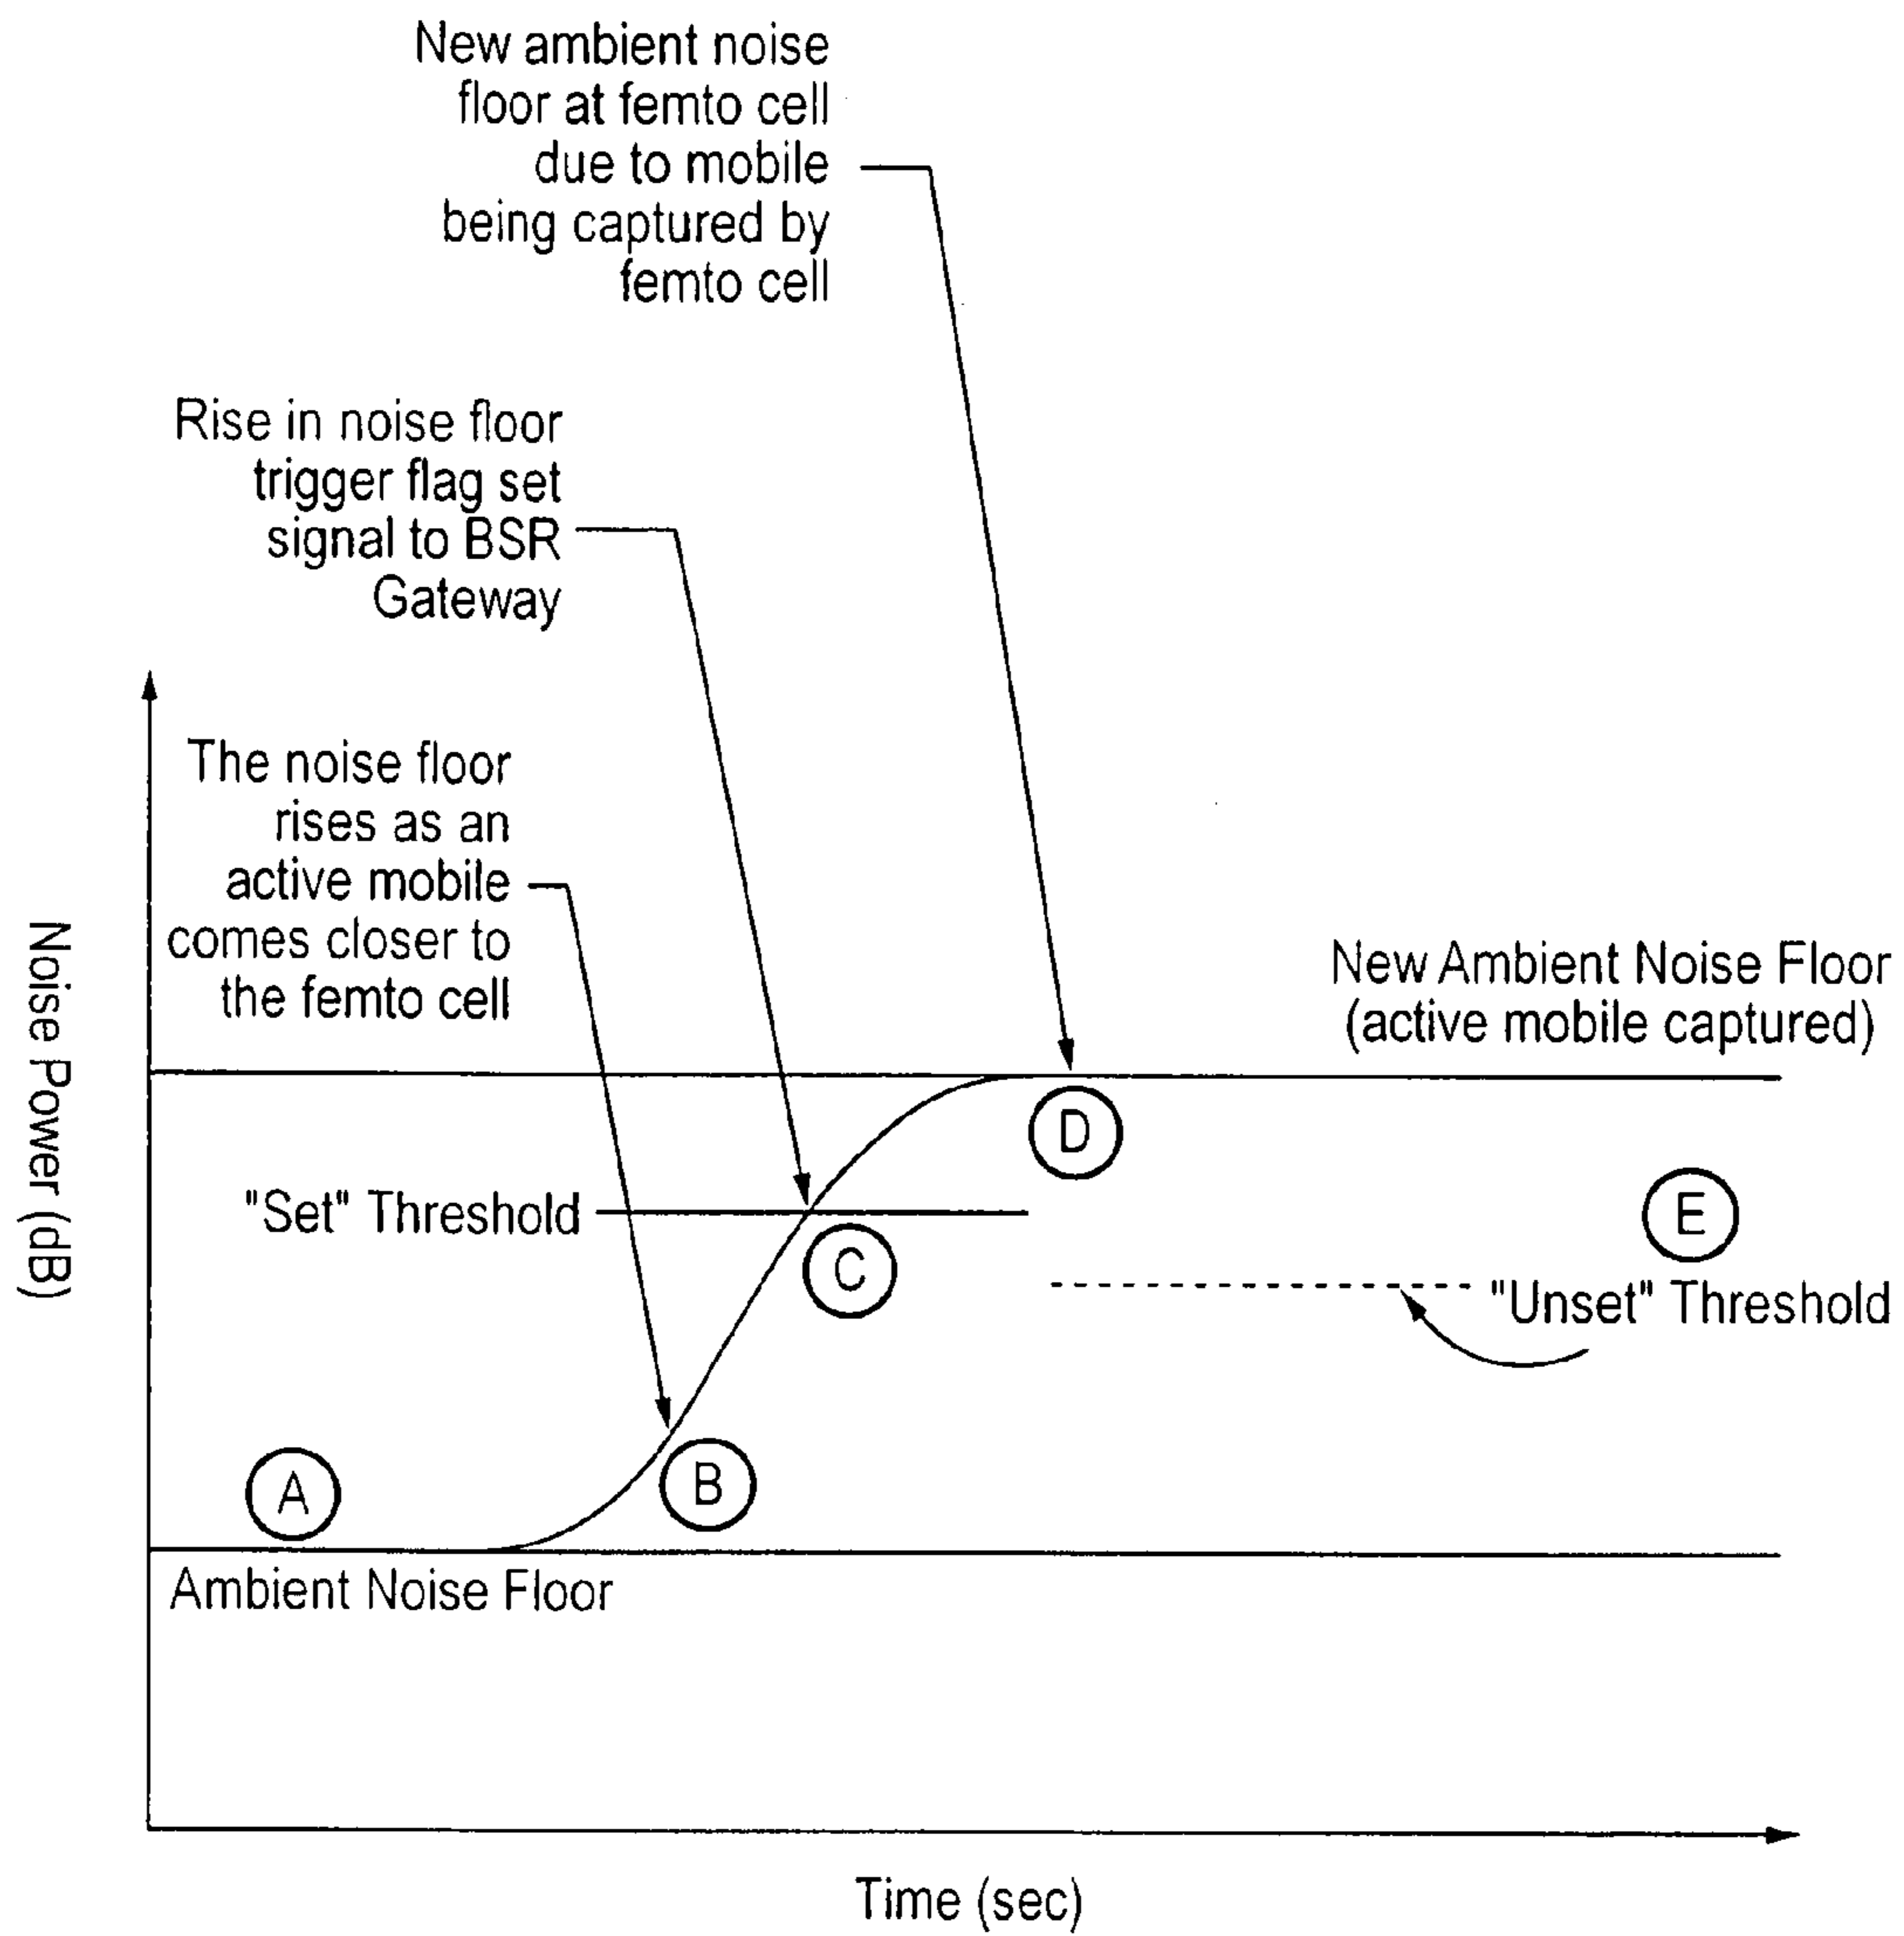 New ambient noise
floor at femto cell
due to mobile
being captured by
femto cell
Rise in noise floor
trigger flag set
signal to BSR
Gateway
The noise floor
rises as an
active mobile
comes closer to
the femto cell
Noise Power (dB)
New Ambient Noise Floor
(active mobile captured)
D
"Set" Threshold
E
C
"Unset" Threshold
A
B
Ambient Noise Floor
Time (sec)